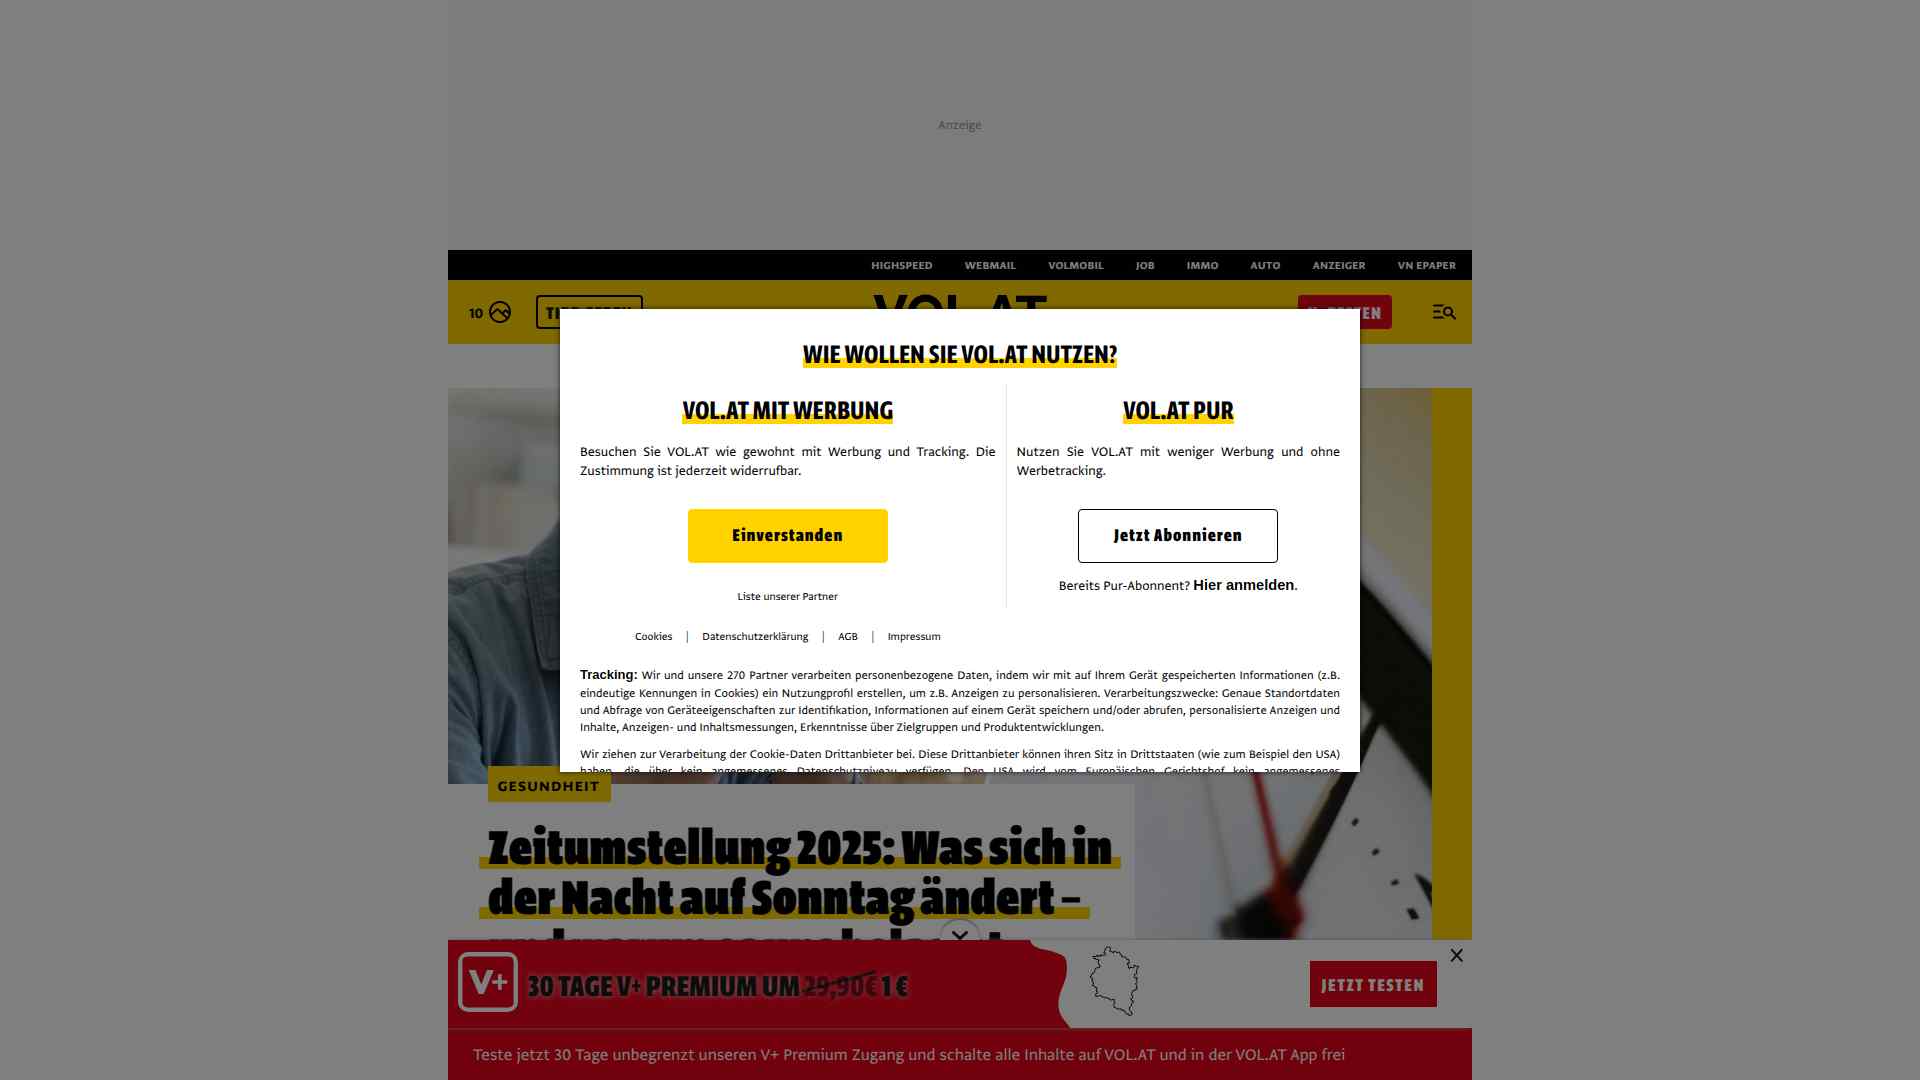 Anzeige
HIGHSPEED WEBMAIL VOLMOBIL JOB IMMO AUTO ANZEIGER VN EPAPER
10
VOL.AT
WIE WOLLEN SIE VOL.AT NUTZEN?
VOL.AT MIT WERBUNG
Besuchen Sie VOL.AT wie gewohnt mit Werbung und Tracking. Die
Zustimmung ist jederzeit widerrufbar.
Einverstanden
Liste unserer Partner
VOL.AT PUR
Nutzen Sie VOL.AT mit weniger Werbung und ohne
Werbetracking.
Jetzt Abonnieren
Bereits Pur-Abonnent? Hier anmelden.
Cookies | Datenschutzerklärung | AGB | Impressum
Tracking: Wir und unsere 270 Partner verarbeiten personenbezogene Daten, indem wir mit auf Ihrem Gerät gespeicherten Informationen (z.B.
eindeutige Kennungen in Cookies) ein Nutzungprofil erstellen, um z.B. Anzeigen zu personalisieren. Verarbeitungszwecke: Genaue Standortdaten
und Abfrage von Geräteeigenschaften zur Identifikation, Informationen auf einem Gerät speichern und/oder abrufen, personalisierte Anzeigen und
Inhalte, Anzeigen- und Inhaltsmessungen, Erkenntnisse über Zielgruppen und Produktentwicklungen.
Wir ziehen zur Verarbeitung der Cookie-Daten Drittanbieter bei. Diese Drittanbieter können ihren Sitz in Drittstaaten (wie zum Beispiel den USA)
haben, die über kein angemessenes Datenschutzniveau verfügen. Den USA wird vom Europäischen Gerichtshof kein angemessenes
GESUNDHEIT
Zeitumstellung 2025: Was sich in
der Nacht auf Sonntag ändert –
V+ 30 TAGE V+ PREMIUM UM 29,90€ 1 €
JETZT TESTEN
Teste jetzt 30 Tage unbegrenzt unseren V+ Premium Zugang und schalte alle Inhalte auf VOL.AT und in der VOL.AT App frei